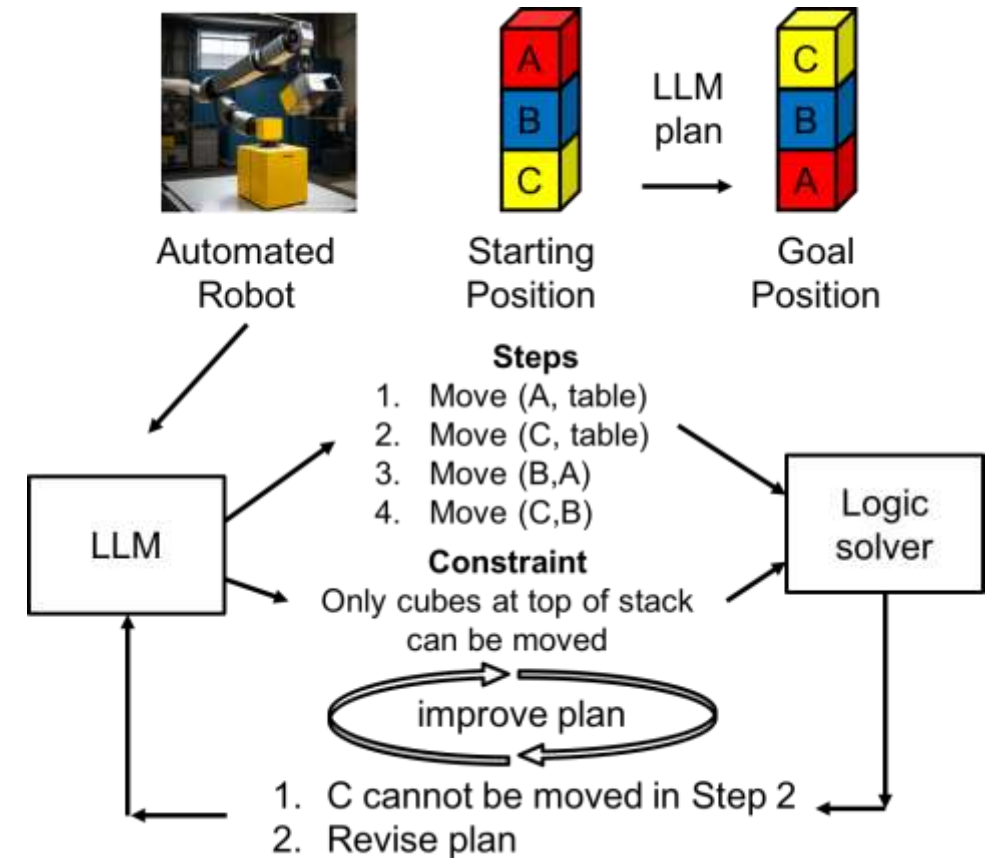 A
B
C
LLM
plan
C
B
A
Automated
Robot
Starting
Position
Goal
Position
Steps
1. Move (A, table)
2. Move (C, table)
3. Move (B,A)
4. Move (C,B)
LLM
Logic
solver
Constraint
Only cubes at top of stack
can be moved
improve plan
1. C cannot be moved in Step 2
2. Revise plan